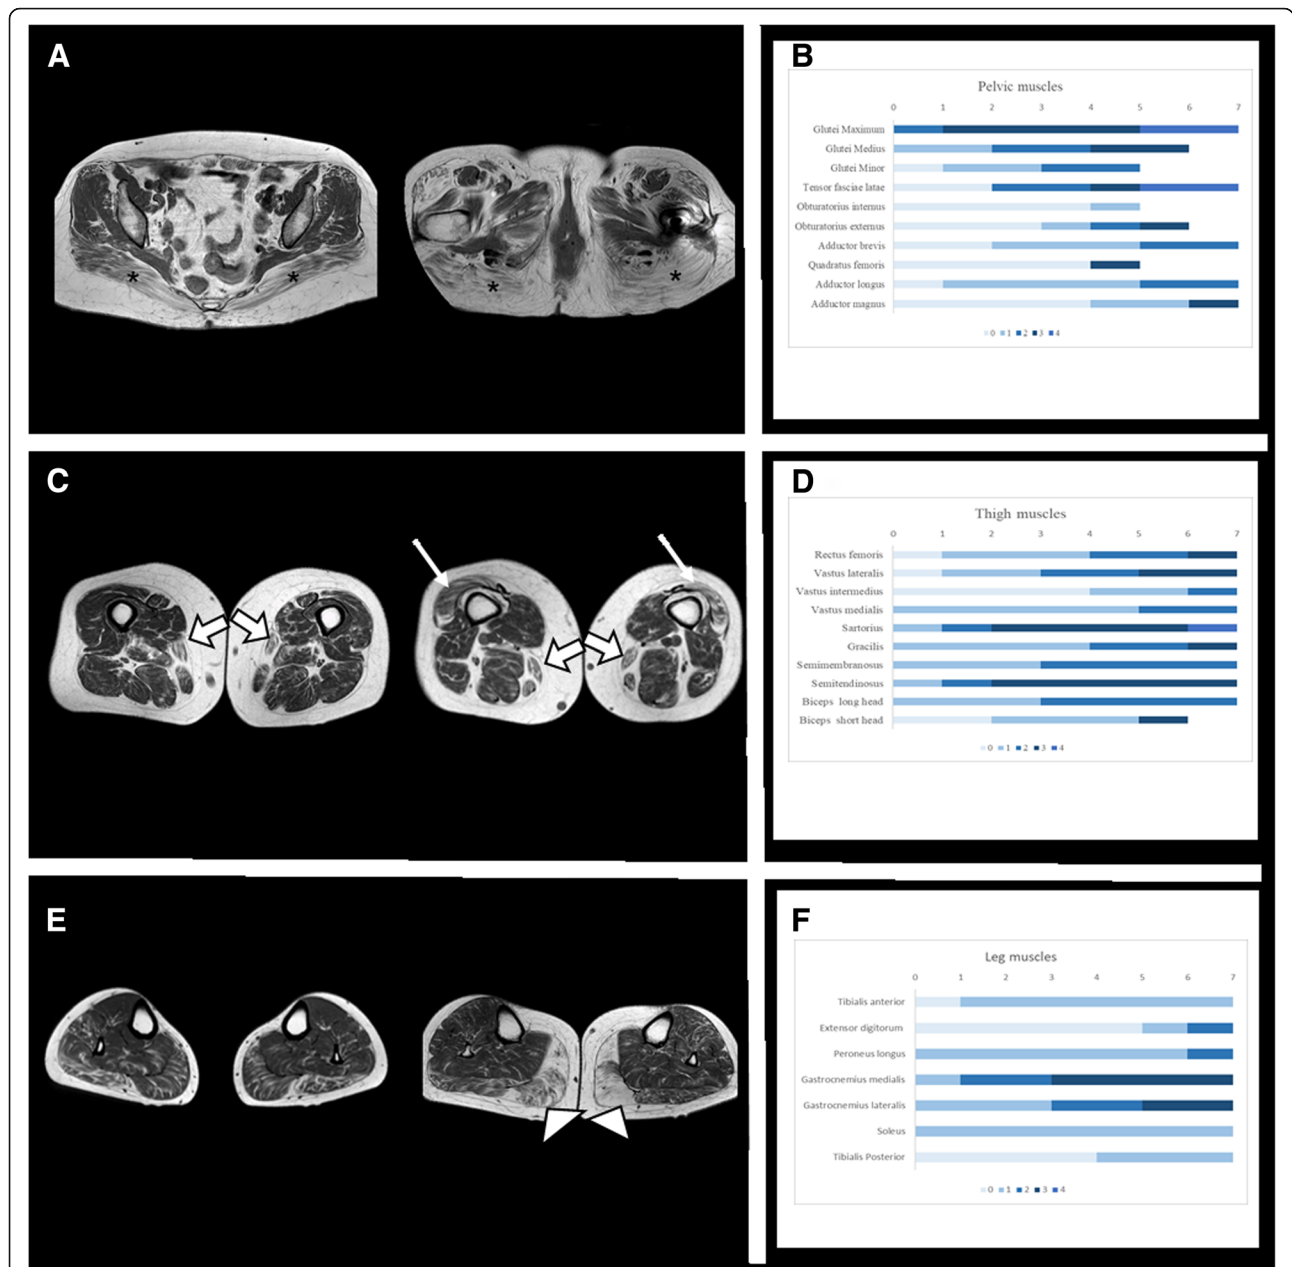 A
*
*
*
*
B
Pelvic muscles
0 1 2 3 4 5 6 7
Glutei Maximum
Glutei Medius
Glutei Minor
Tensor fasciae latae
Obturatorius internus
Obturatorius externus
Adductor brevis
Quadratus femoris
Adductor longus
Adductor magnus
0 1 2 3 4
C
D
Thigh muscles
0 1 2 3 4 5 6 7
Rectus femoris
Vastus lateralis
Vastus intermedius
Vastus medialis
Sartorius
Gracilis
Semimembranosus
Semitendinosus
Biceps long head
Biceps short head
0 1 2 3 4
E
F
Leg muscles
0 1 2 3 4 5 6 7
Tibialis anterior
Extensor digitorum
Peroneus longus
Gastrocnemius medialis
Gastrocnemius lateralis
Soleus
Tibialis Posterior
0 1 2 3 4